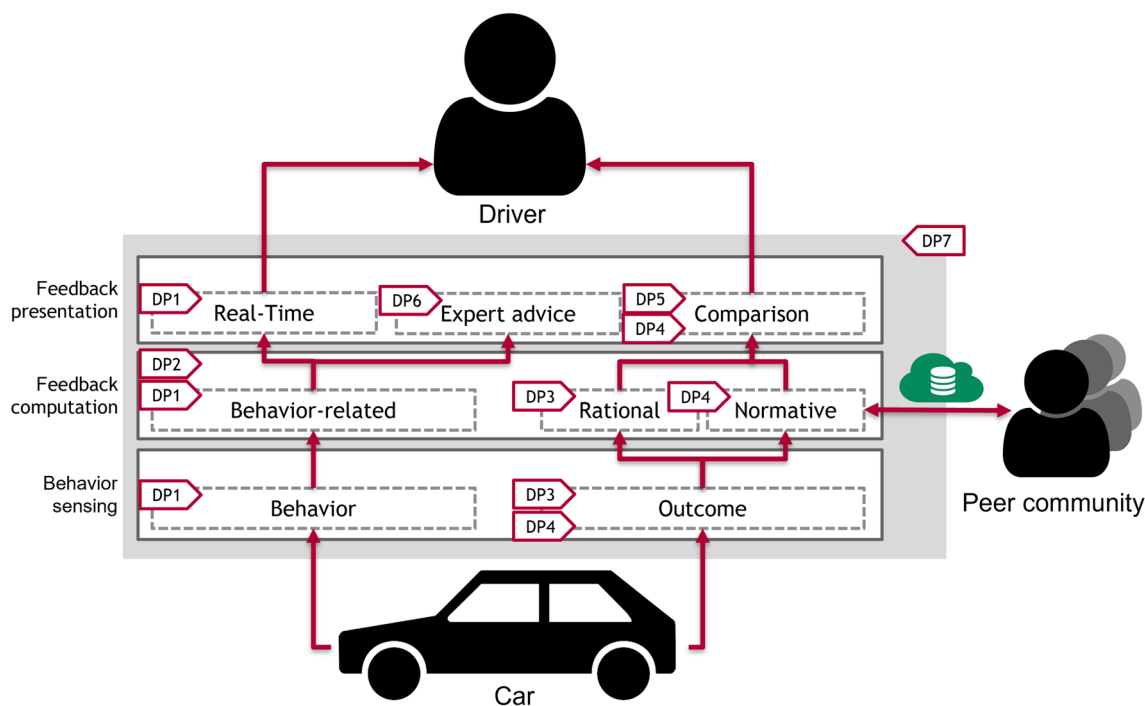 Driver
DP7
Feedback
presentation
DP1
Real-Time
DP6
Expert advice
DP5
DP4
Comparison
Feedback
computation
DP2
DP1
Behavior-related
DP3
Rational
DP4
Normative
Peer community
Behavior
sensing
DP1
Behavior
DP3
DP4
Outcome
Car